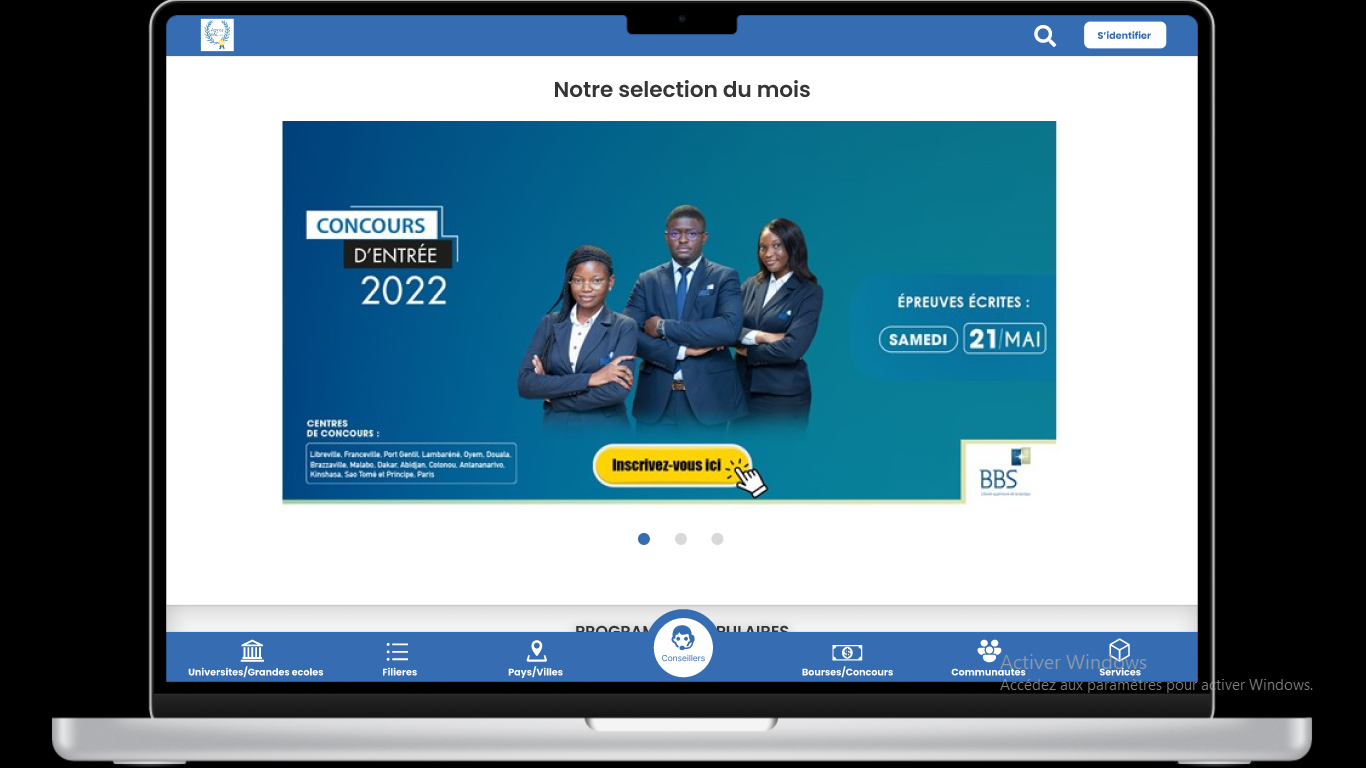 S'identifier
Notre selection du mois
CONCOURS
D'ENTRÉE
2022
ÉPREUVES ÉCRITES :
SAMEDI 21/MAI
CENTRES
DE CONCOURS :
Libreville, Franceville, Port Gentil, Lambaréné, Oyem, Douala,
Brazzaville, Malabo, Dakar, Abidjan, Cotonou, Antananarivo,
Kinshasa, Sao Tomé et Principe, Paris
Inscrivez-vous ici
BBS
Conseillers
Universites/Grandes ecoles
Filieres
Pays/Villes
Bourses/Concours
Communautes
Services
Activer Windows
Accédez aux paramètres pour activer Windows.